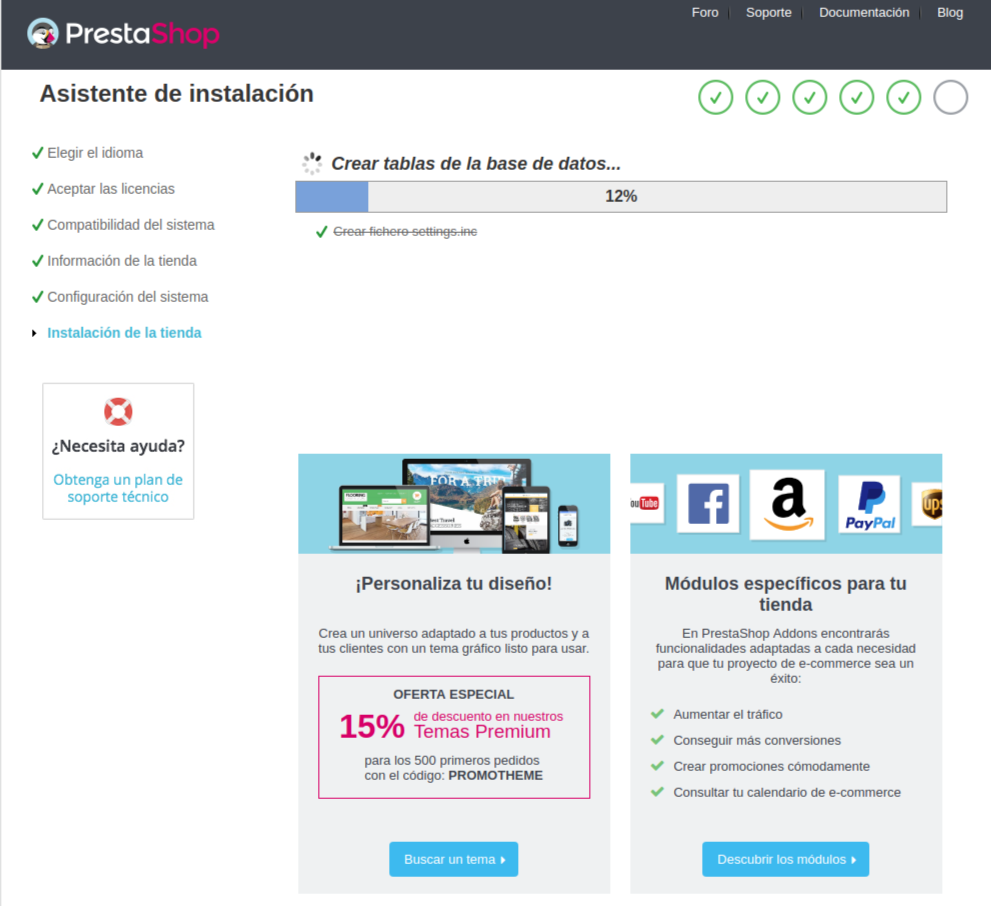 PrestaShop
Foro
Soporte
Documentación
Blog
Asistente de instalación
Elegir el idioma
Aceptar las licencias
Compatibilidad del sistema
Información de la tienda
Configuración del sistema
Instalación de la tienda
¿Necesita ayuda?
Obtenga un plan de
soporte técnico
Crear tablas de la base de datos...
12%
Crear fichero settings.inc
FOR A TRIP
¡Personaliza tu diseño!
Crea un universo adaptado a tus productos y a
tus clientes con un tema gráfico listo para usar.
OFERTA ESPECIAL
15%
de descuento en nuestros
Temas Premium
para los 500 primeros pedidos
con el código: PROMOTHEME
Buscar un tema
ouTube
f
a
PayPal
ups
Módulos específicos para tu
tienda
En PrestaShop Addons encontrarás
funcionalidades adaptadas a cada necesidad
para que tu proyecto de e-commerce sea un
éxito:
Aumentar el tráfico
Conseguir más conversiones
Crear promociones cómodamente
Consultar tu calendario de e-commerce
Descubrir los módulos